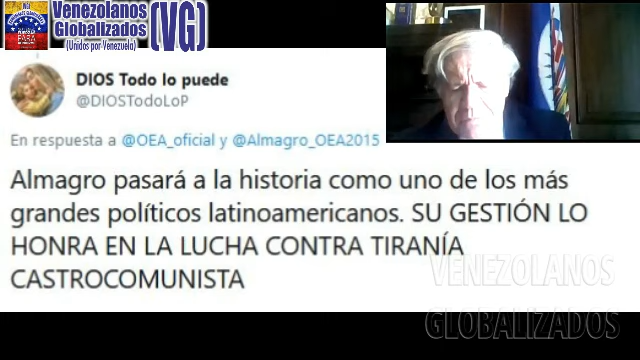 Venezolanos
Globalizados
(Unidos por Venezuela)
(VG)
DIOS Todo lo puede
@DIOSTodoLoP
En respuesta a @OEA_oficial y @Almagro_OEA2015
Almagro pasará a la historia como uno de los más
grandes políticos latinoamericanos. SU GESTIÓN LO
HONRA EN LA LUCHA CONTRA TIRANÍA
CASTROCOMUNISTA
VENEZOLANOS
GLOBALIZADOS